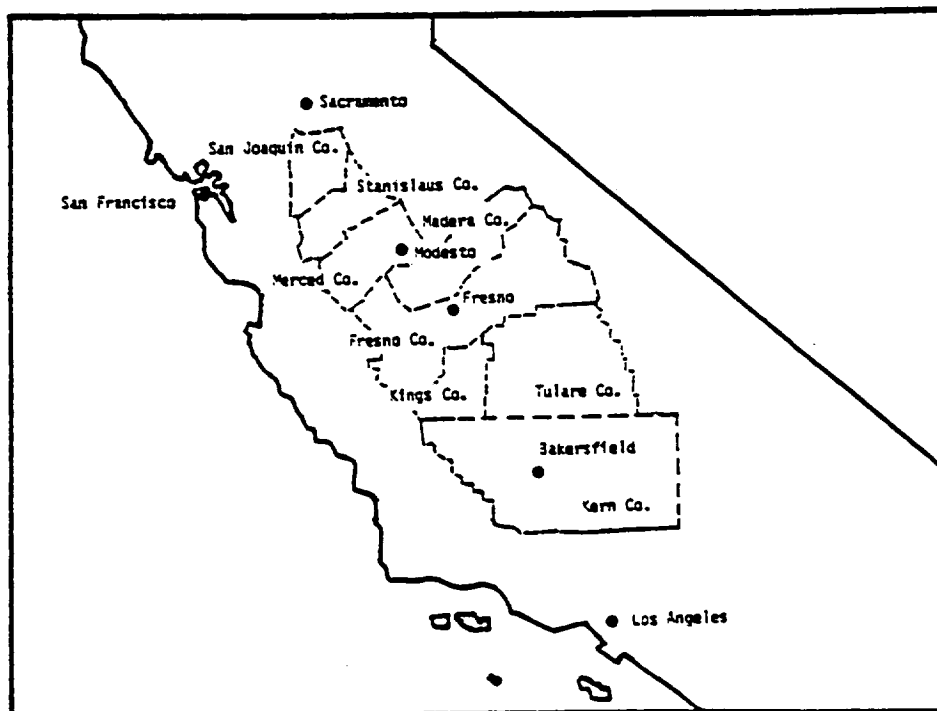 Sacramento
San Joaquin Co.
Stanislaus Co.
San Francisco
Madera Co.
Modesto
Merced Co.
Fresno
Fresno Co.
Kings Co.
Tulare Co.
Bakersfield
Kern Co.
Los Angeles